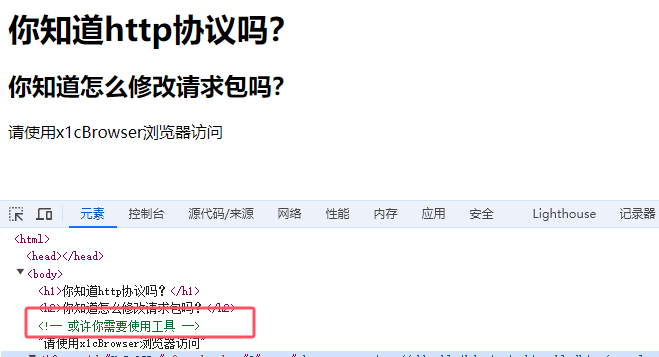 你知道http协议吗?
你知道怎么修改请求包吗?
请使用x1cBrowser浏览器访问
元素 控制台 源代码/来源 网络 性能 内存 应用 安全 Lighthouse 记录器
<html>
<head></head>
<body>
<h1>你知道http协议吗? </h1>
<h2>你知道怎么修改请求包吗? </h2>
<!-- 或许你需要使用工具 -->
"请使用x1cBrowser浏览器访问"